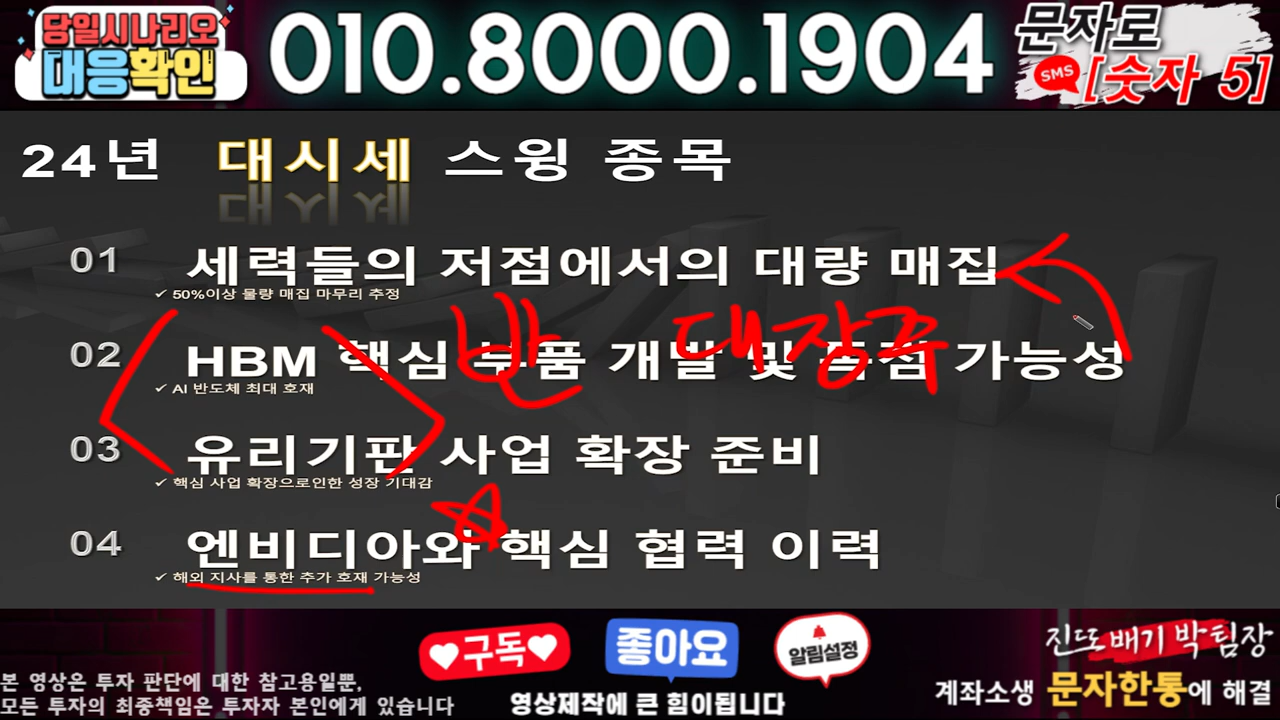 당일시나리오
대응확인
010.8000.1904
문자로
SMS [숫자 5]
24년 대시세 스윙 종목
01 세력들의 저점에서의 대량 매집
✓ 50%이상 물량 매집 마무리 추정
02 HBM 핵심 부품 개발 및 독점 가능성
✓ AI 반도체 최대 호재
반 대장주
03 유리기판 사업 확장 준비
✓ 핵심 사업 확장으로인한 성장 기대감
04 엔비디아와 핵심 협력 이력
✓ 해외 지사를 통한 추가 호재 가능성
본 영상은 투자 판단에 대한 참고용일뿐,
모든 투자의 최종책임은 투자자 본인에게 있습니다
구독 좋아요 알림설정
영상제작에 큰 힘이됩니다
진또배기 박팀장
계좌소생 문자한통에 해결